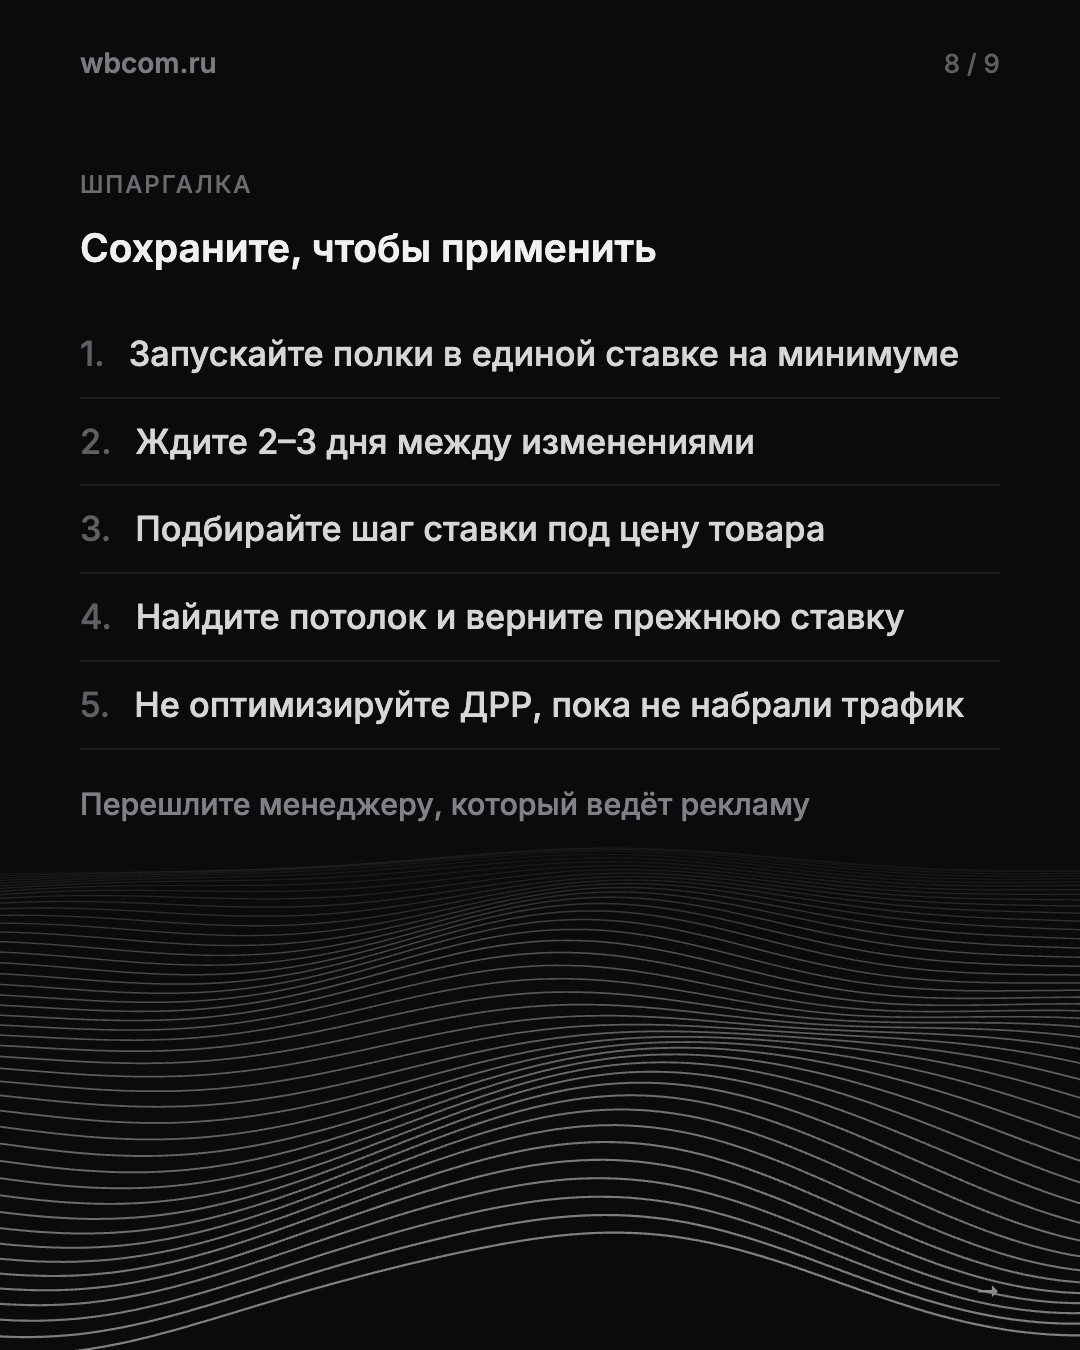 wbcom.ru
8 / 9
ШПАРГАЛКА
Сохраните, чтобы применить
1. Запускайте полки в единой ставке на минимуме
2. Ждите 2–3 дня между изменениями
3. Подбирайте шаг ставки под цену товара
4. Найдите потолок и верните прежнюю ставку
5. Не оптимизируйте ДРР, пока не набрали трафик
Перешлите менеджеру, который ведёт рекламу
→